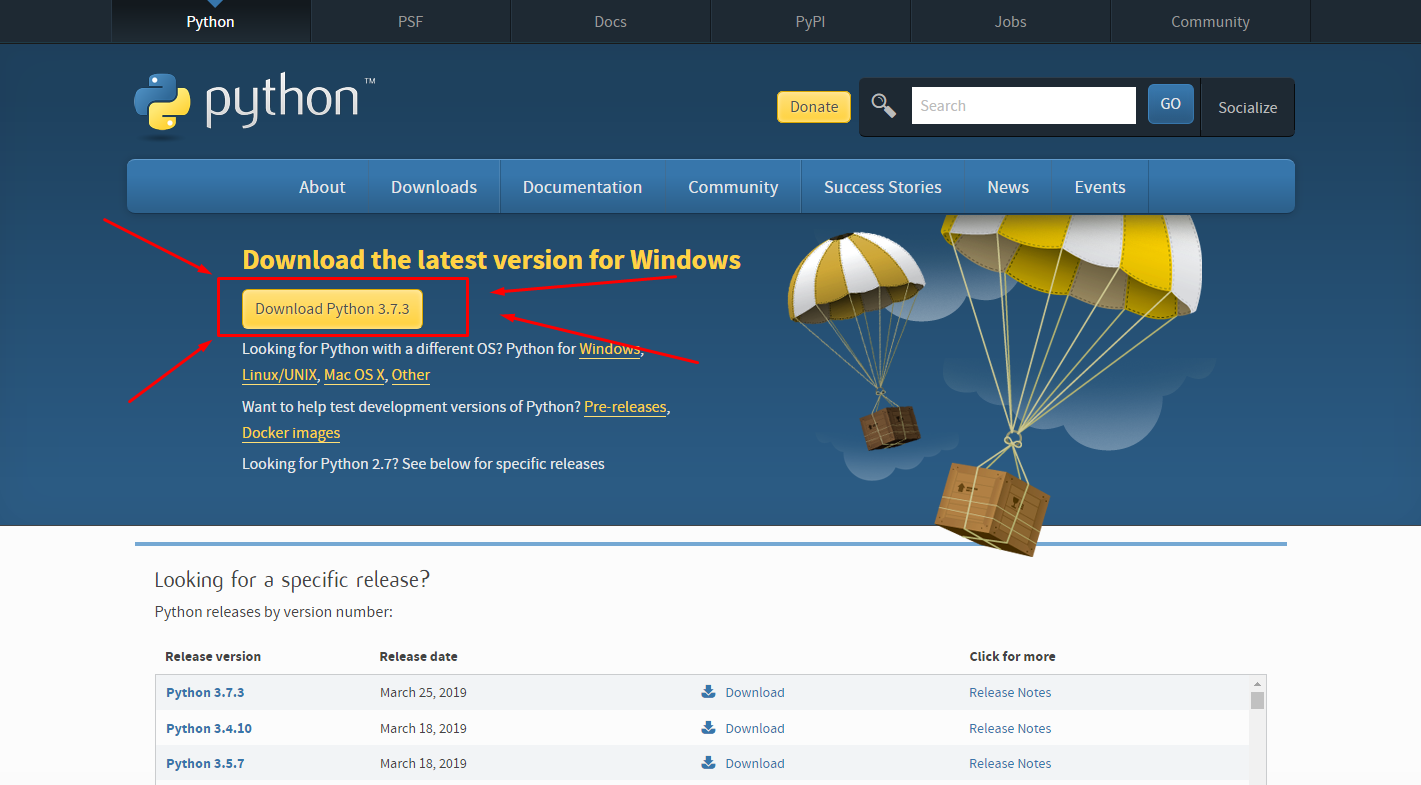 Python PSF Docs PyPI Jobs Community
python™
Donate Search GO Socialize
About Downloads Documentation Community Success Stories News Events
Download the latest version for Windows
Download Python 3.7.3
Looking for Python with a different OS? Python for Windows,
Linux/UNIX, Mac OS X, Other
Want to help test development versions of Python? Pre-releases,
Docker images
Looking for Python 2.7? See below for specific releases
Looking for a specific release?
Python releases by version number:
Release version Release date Click for more
Python 3.7.3 March 25, 2019 Download Release Notes
Python 3.4.10 March 18, 2019 Download Release Notes
Python 3.5.7 March 18, 2019 Download Release Notes